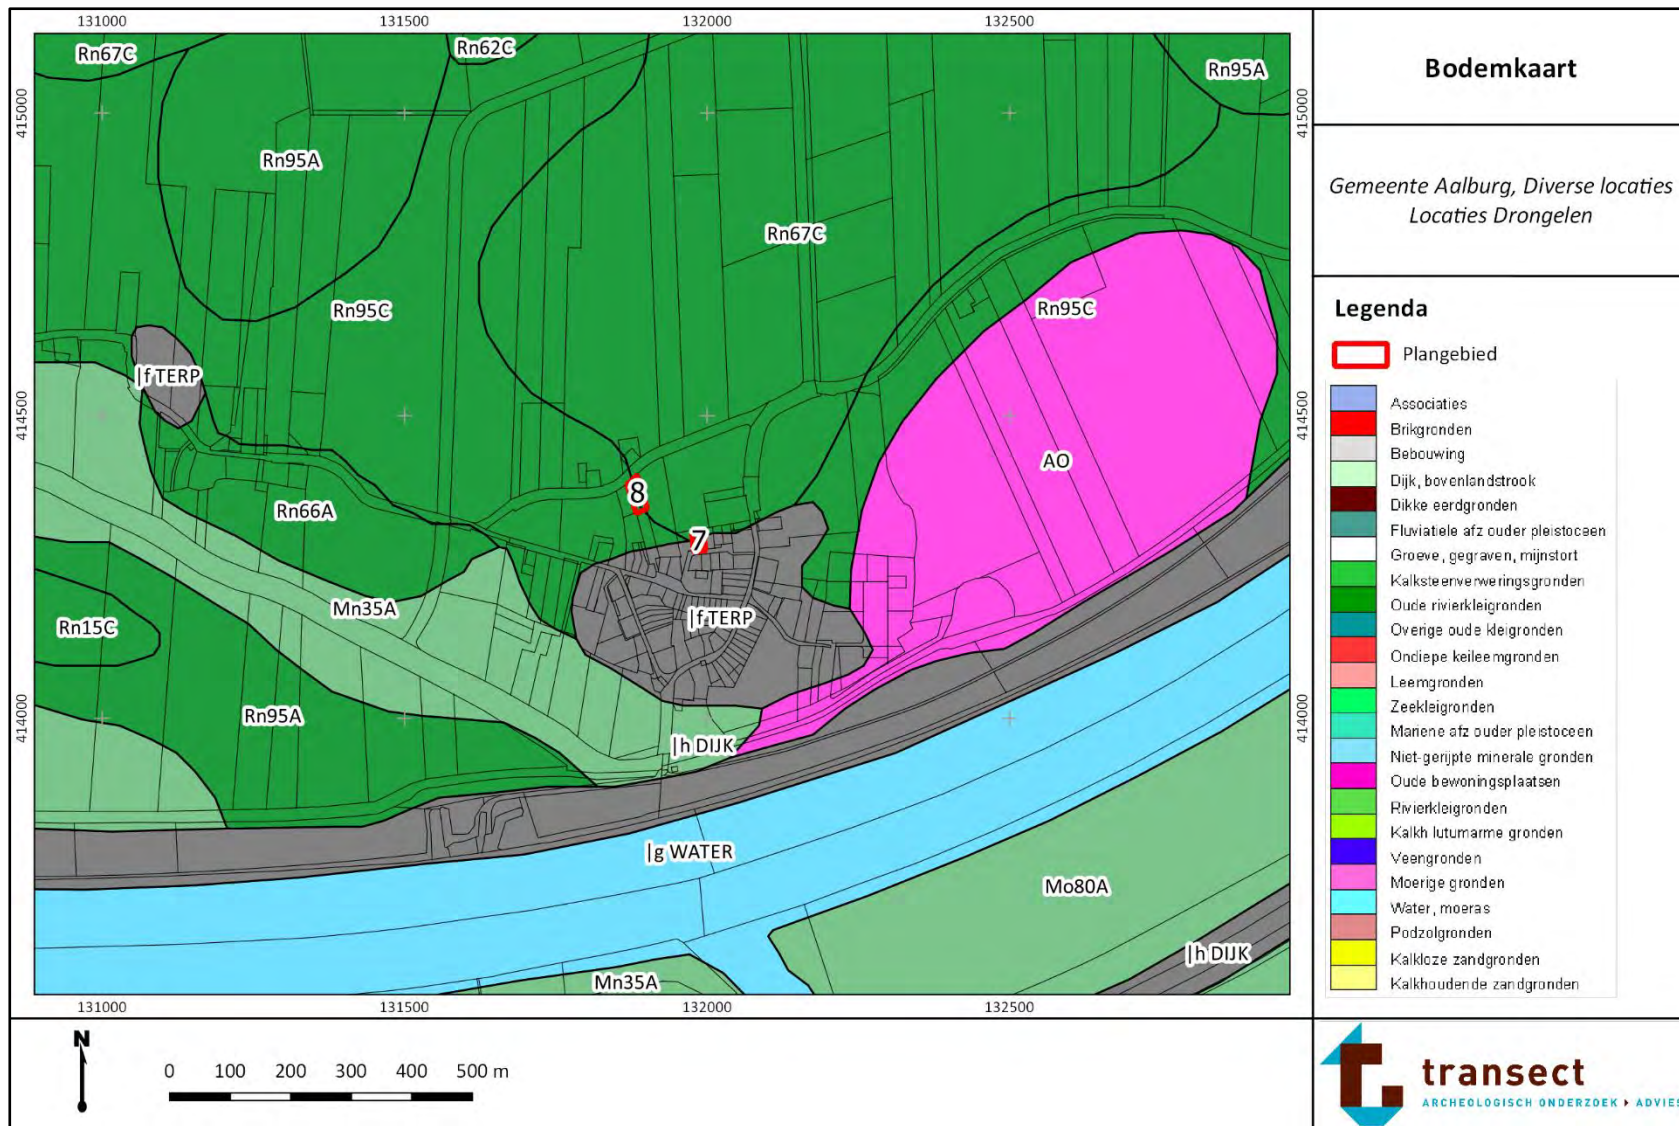 131000 131500 132000 132500
Rn67C
Rn62C
Rn95A
415000
415000
Rn95A
Rn67C
Rn95C
Rn95C
|f TERP
414500
414500
AO
8
Rn66A
7
Mn35A
|f TERP
Rn15C
Rn95A
414000
414000
|h DIJK
|g WATER
Mo80A
|h DIJK
Mn35A
131000 131500 132000 132500
N
0 100 200 300 400 500 m
Bodemkaart
Gemeente Aalburg, Diverse locaties
Locaties Drongelen
Legenda
Plangebied
Associaties
Brikgronden
Bebouwing
Dijk, bovenlandstrook
Dikke eerdgronden
Fluviatiele afz ouder pleistoceen
Groeve, gegraven, mijnstort
Kalksteenverweringsgronden
Oude rivierkleigronden
Overige oude kleigronden
Ondiepe keileemgronden
Leemgronden
Zeekleigronden
Mariene afz ouder pleistoceen
Niet-gerijpte minerale gronden
Oude bewoningsplaatsen
Rivierkleigronden
Kalkh lutumarme gronden
Veengronden
Moerige gronden
Water, moeras
Podzolgronden
Kalkloze zandgronden
Kalkhoudende zandgronden
transect
ARCHEOLOGISCH ONDERZOEK ▸ ADVIES